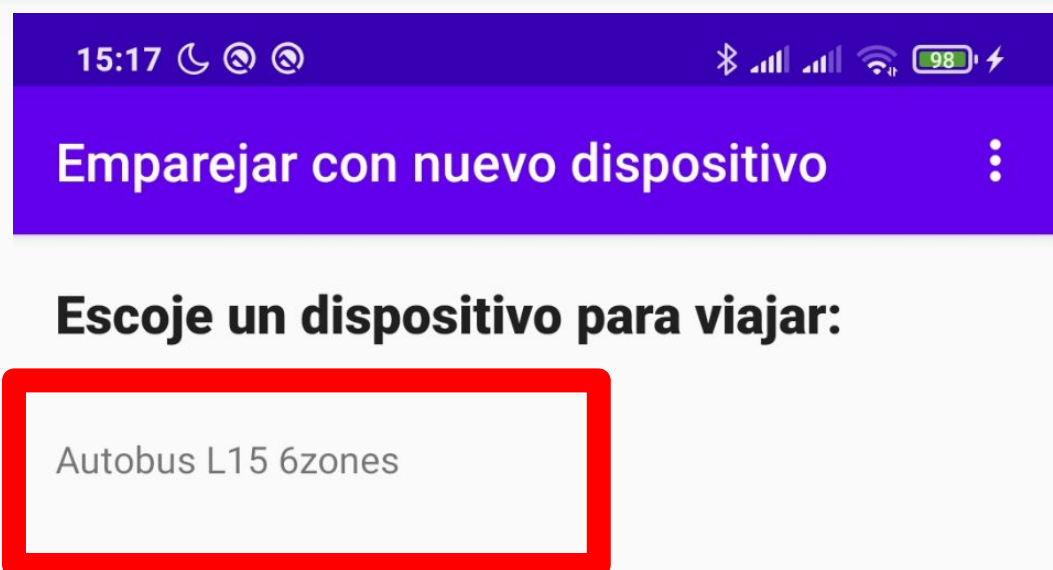 15:17
98
Emparejar con nuevo dispositivo
Escoje un dispositivo para viajar:
Autobus L15 6zones